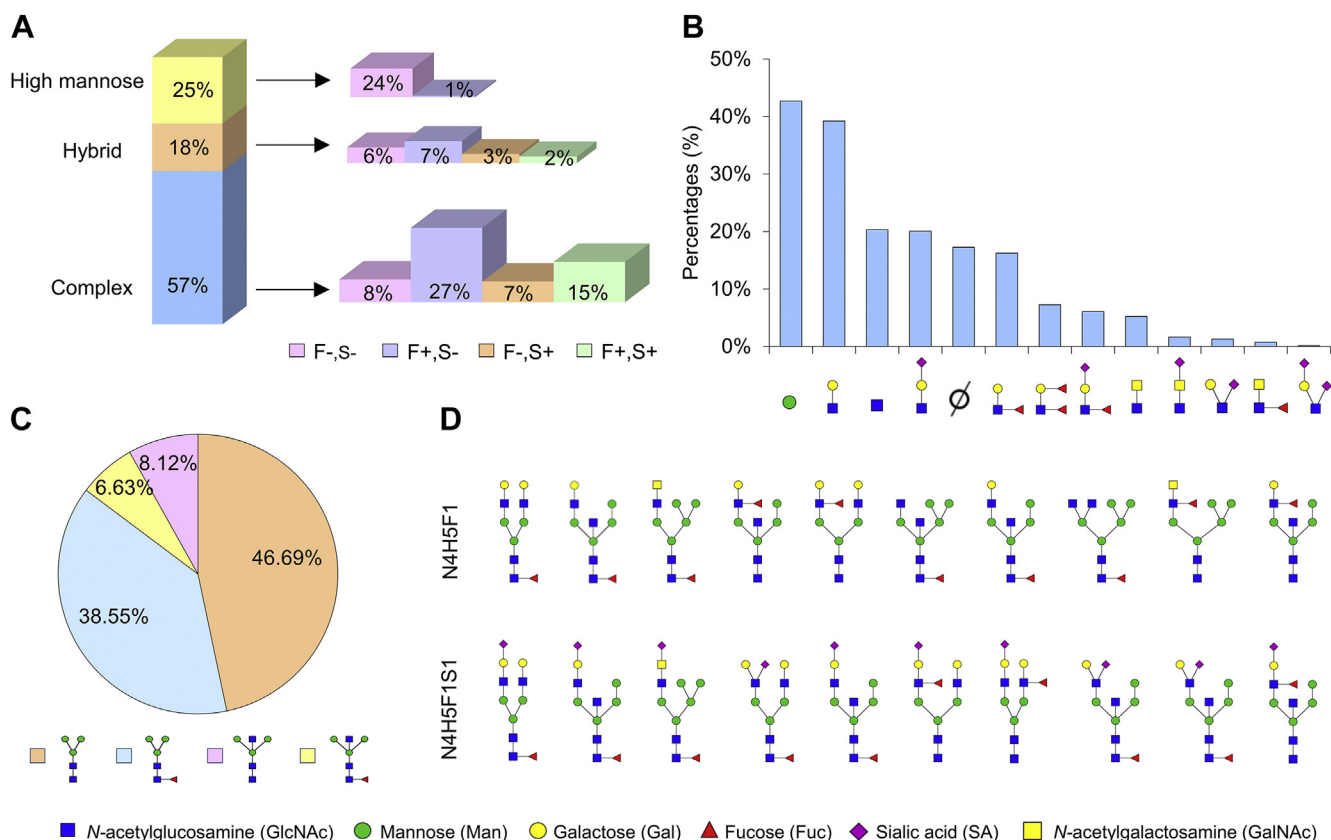 A
High mannose
25%
24%
1%
Hybrid
18%
6%
7%
3%
2%
Complex
57%
8%
27%
7%
15%
F-,S-
F+,S-
F-,S+
F+,S+
B
Percentages (%)
50%
40%
30%
20%
10%
0%
C
8.12%
6.63%
46.69%
38.55%
D
N4H5F1
N4H5F1S1
N-acetylglucosamine (GlcNAc)
Mannose (Man)
Galactose (Gal)
Fucose (Fuc)
Sialic acid (SA)
N-acetylgalactosamine (GalNAc)